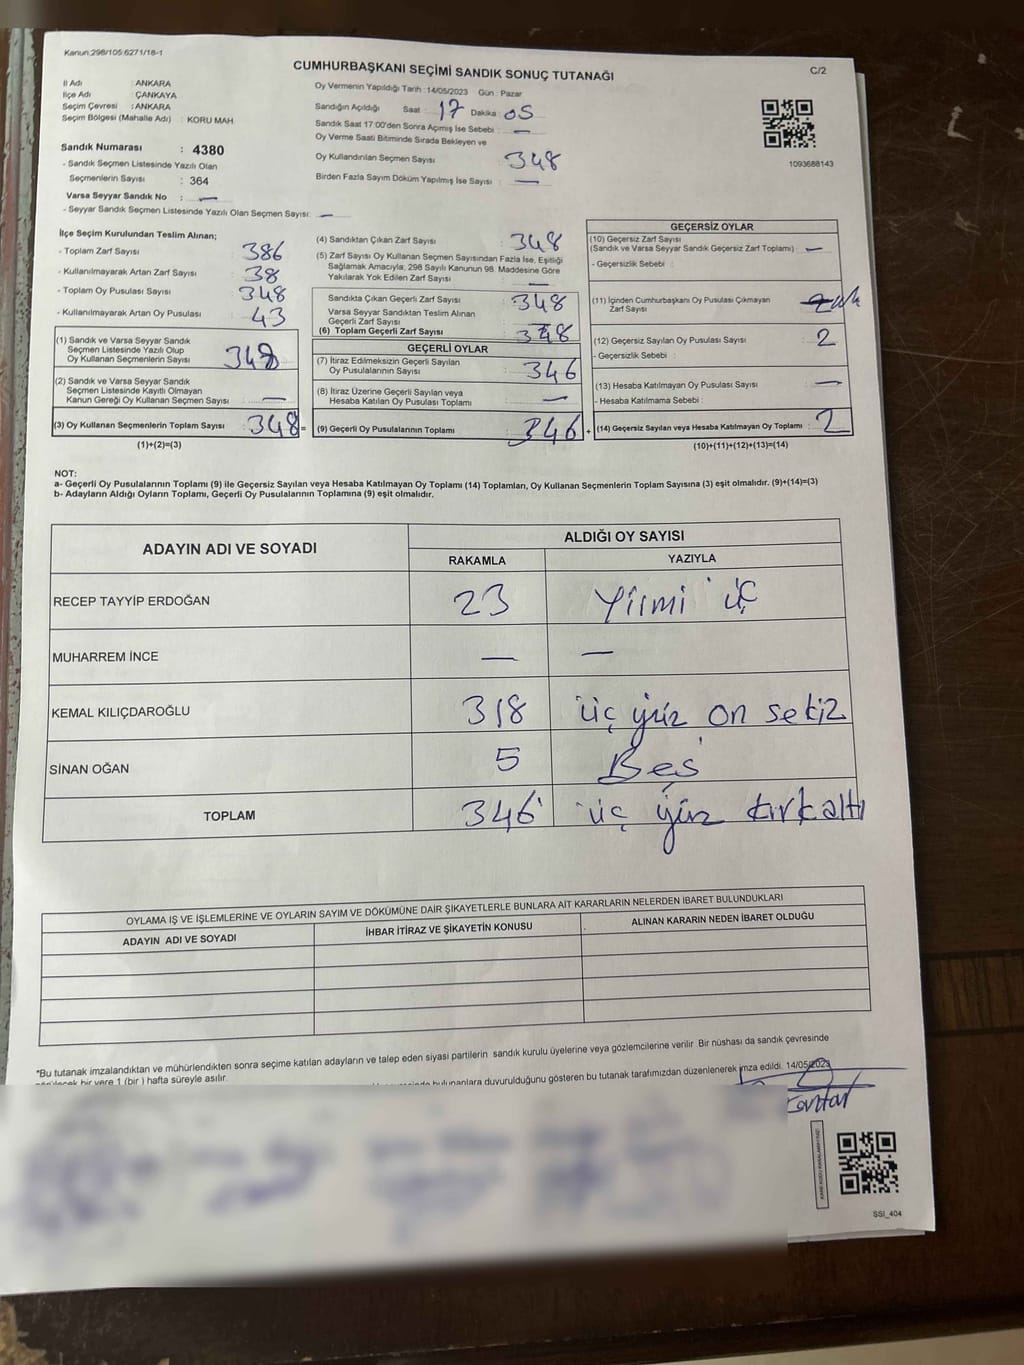 Kanun:298/105 6271/18-1
CUMHURBAŞKANI SEÇİMİ SANDIK SONUÇ TUTANAĞI
C/2
İl Adı : ANKARA
İlçe Adı : ÇANKAYA
Seçim Çevresi : ANKARA
Seçim Bölgesi (Mahalle Adı) : KORU MAH.
Sandık Numarası : 4380
- Sandık Seçmen Listesinde Yazılı Olan
Seçmenlerin Sayısı : 364
Varsa Seyyar Sandık No : —
- Seyyar Sandık Seçmen Listesinde Yazılı Olan Seçmen Sayısı: —
Oy Vermenin Yapıldığı Tarih : 14/05/2023 Gün : Pazar
Sandığın Açıldığı Saat : 17 Dakika : 05
Sandık Saat 17:00'den Sonra Açımış İse Sebebi : —
Oy Verme Saati Bitiminde Sırada Bekleyen ve
Oy Kullandırılan Seçmen Sayısı : 348
Birden Fazla Sayım Döküm Yapılmış İse Sayısı : —
1093688143
İlçe Seçim Kurulundan Teslim Alınan;
- Toplam Zarf Sayısı : 386
- Kullanılmayarak Artan Zarf Sayısı : 38
- Toplam Oy Pusulası Sayısı : 348
- Kullanılmayarak Artan Oy Pusulası : 43
(1) Sandık ve Varsa Seyyar Sandık
Seçmen Listesinde Yazılı Olup
Oy Kullanan Seçmenlerin Sayısı : 348
(2) Sandık ve Varsa Seyyar Sandık
Seçmen Listesinde Kayıtlı Olmayan
Kanun Gereği Oy Kullanan Seçmen Sayısı : —
(3) Oy Kullanan Seçmenlerin Toplam Sayısı : 348 =
(1)+(2)=(3)
(4) Sandıktan Çıkan Zarf Sayısı : 348
(5) Zarf Sayısı Oy Kullanan Seçmen Sayısından Fazla İse, Eşitliği
Sağlamak Amacıyla; 298 Sayılı Kanunun 98. Maddesine Göre
Yakılarak Yok Edilen Zarf Sayısı : —
Sandıkta Çıkan Geçerli Zarf Sayısı : 348
Varsa Seyyar Sandıktan Teslim Alınan
Geçerli Zarf Sayısı
(6) Toplam Geçerli Zarf Sayısı : 348
GEÇERLİ OYLAR
(7) İtiraz Edilmeksizin Geçerli Sayılan
Oy Pusulalarının Sayısı : 346
(8) İtiraz Üzerine Geçerli Sayılan veya
Hesaba Katılan Oy Pusulası Toplamı : —
(9) Geçerli Oy Pusulalarının Toplamı : 346 +
GEÇERSİZ OYLAR
(10) Geçersiz Zarf Sayısı
(Sandık ve Varsa Seyyar Sandık Geçersiz Zarf Toplamı) : —
- Geçersizlik Sebebi :
(11) İçinden Cumhurbaşkanı Oy Pusulası Çıkmayan
Zarf Sayısı
(12) Geçersiz Sayılan Oy Pusulası Sayısı : 2
- Geçersizlik Sebebi :
(13) Hesaba Katılmayan Oy Pusulası Sayısı : —
- Hesaba Katılmama Sebebi :
(14) Geçersiz Sayılan veya Hesaba Katılmayan Oy Toplamı : 2
(10)+(11)+(12)+(13)=(14)
NOT:
a- Geçerli Oy Pusulalarının Toplamı (9) ile Geçersiz Sayılan veya Hesaba Katılmayan Oy Toplamı (14) Toplamları, Oy Kullanan Seçmenlerin Toplam Sayısına (3) eşit olmalıdır. (9)+(14)=(3)
b- Adayların Aldığı Oyların Toplamı, Geçerli Oy Pusulalarının Toplamına (9) eşit olmalıdır.
ADAYIN ADI VE SOYADI
ALDIĞI OY SAYISI
RAKAMLA YAZIYLA
RECEP TAYYİP ERDOĞAN 23 Yirmi üç
MUHARREM İNCE — —
KEMAL KILIÇDAROĞLU 318 üç yüz on sekiz
SİNAN OĞAN 5 Beş
TOPLAM 346 üç yüz kırkaltı
OYLAMA İŞ VE İŞLEMLERİNE VE OYLARIN SAYIM VE DÖKÜMÜNE DAİR ŞİKAYETLERLE BUNLARA AİT KARARLARIN NELERDEN İBARET BULUNDUKLARI
ADAYIN ADI VE SOYADI İHBAR İTİRAZ VE ŞİKAYETİN KONUSU ALINAN KARARIN NEDEN İBARET OLDUĞU
*Bu tutanak imzalandıktan ve mühürlendikten sonra seçime katılan adayların ve talep eden siyasi partilerin sandık kurulu üyelerine veya gözlemcilerine verilir. Bir nüshası da sandık çevresinde
bir yere 1 (bir) hafta süreyle asılır.
bulunanlara duyurulduğunu gösteren bu tutanak tarafımızdan düzenlenerek imza edildi. 14/05/2023
SSI_404